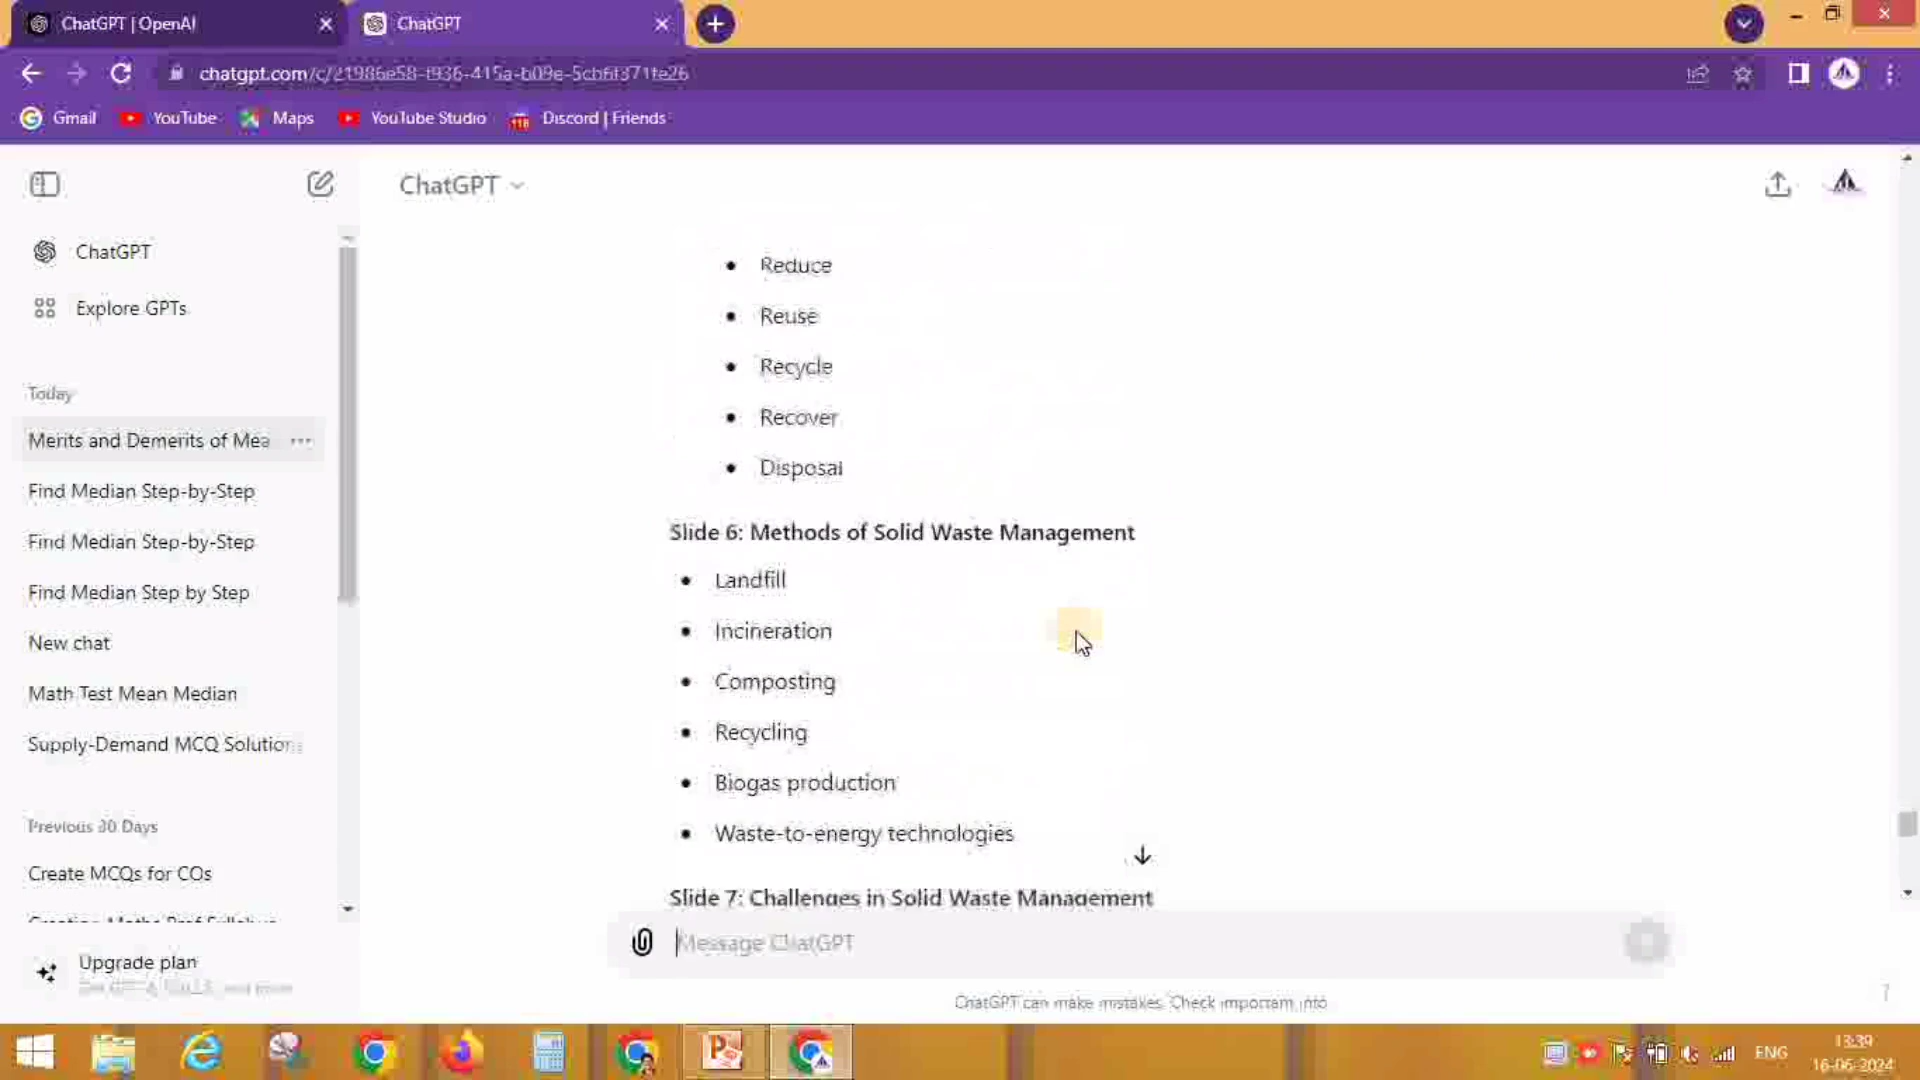 ChatGPT | OpenAI
ChatGPT
Gmail
YouTube
Maps
YouTube Studio
Discord | Friends
ChatGPT
ChatGPT
Explore GPTs
Today
Merits and Demerits of Mea
Find Median Step-by-Step
Find Median Step-by-Step
Find Median Step by Step
New chat
Math Test Mean Median
Supply-Demand MCQ Solution
Previous 30 Days
Create MCQs for COs
Upgrade plan
• Reduce
• Reuse
• Recycle
• Recover
• Disposal
Slide 6: Methods of Solid Waste Management
• Landfill
• Incineration
• Composting
• Recycling
• Biogas production
• Waste-to-energy technologies
Slide 7: Challenges in Solid Waste Management
Message ChatGPT
ChatGPT can make mistakes. Check important info
?
ENG
13:39
16-06-2024